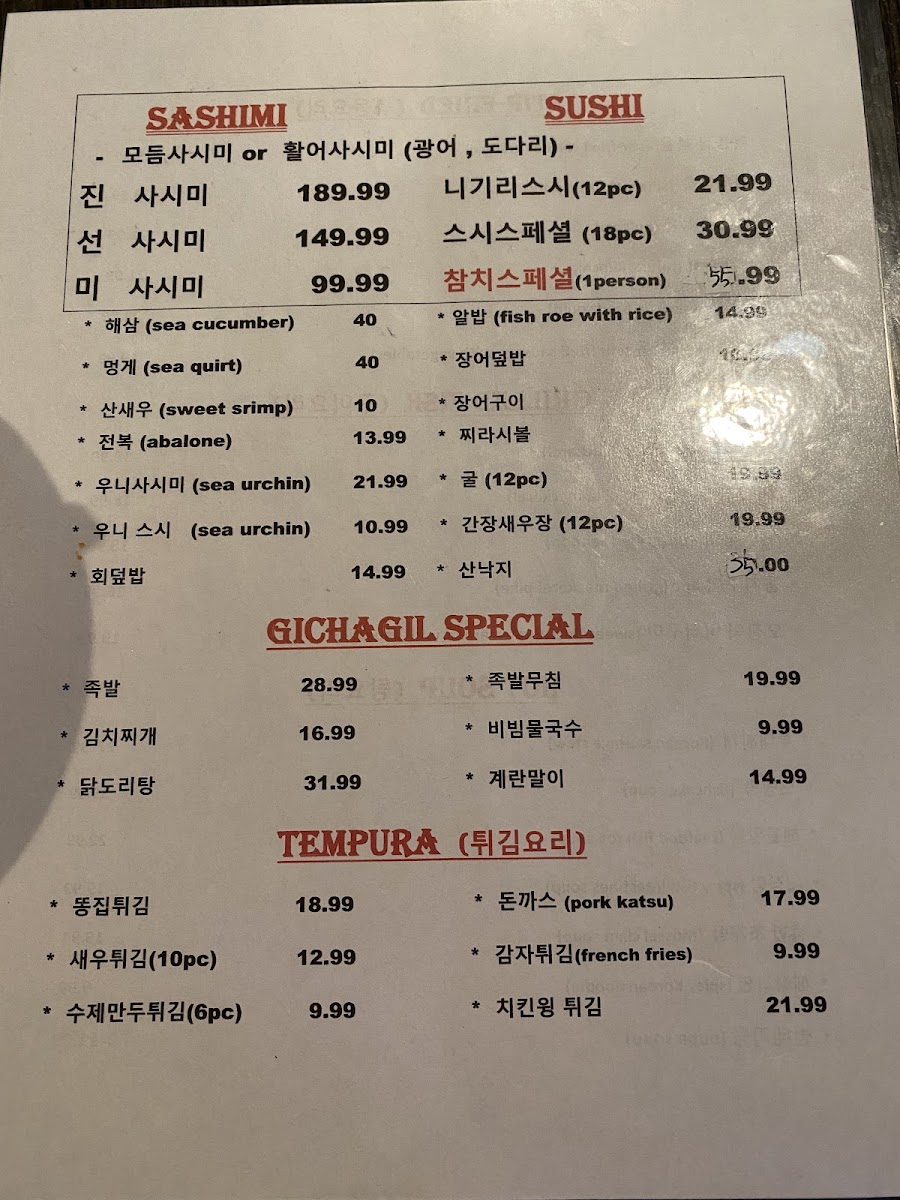 SASHIMI SUSHI
- 모듬사시미 or 활어사시미 (광어 , 도다리) -
진 사시미 189.99 니기리스시(12pc) 21.99
선 사시미 149.99 스시스페셜 (18pc) 30.99
미 사시미 99.99 참치스페셜(1person) 55.99
* 해삼 (sea cucumber) 40 * 알밥 (fish roe with rice) 14.99
* 멍게 (sea quirt) 40 * 장어덮밥
* 산새우 (sweet srimp) 10 * 장어구이
* 전복 (abalone) 13.99 * 찌라시볼
* 우니사시미 (sea urchin) 21.99 * 굴 (12pc) 19.99
* 우니 스시 (sea urchin) 10.99 * 간장새우장 (12pc) 19.99
* 회덮밥 14.99 * 산낙지 35.00
GICHAGIL SPECIAL
* 족발 28.99 * 족발무침 19.99
* 김치찌개 16.99 * 비빔물국수 9.99
* 닭도리탕 31.99 * 계란말이 14.99
TEMPURA (튀김요리)
* 똥집튀김 18.99 * 돈까스 (pork katsu) 17.99
* 새우튀김(10pc) 12.99 * 감자튀김(french fries) 9.99
* 수제만두튀김(6pc) 9.99 * 치킨윙 튀김 21.99